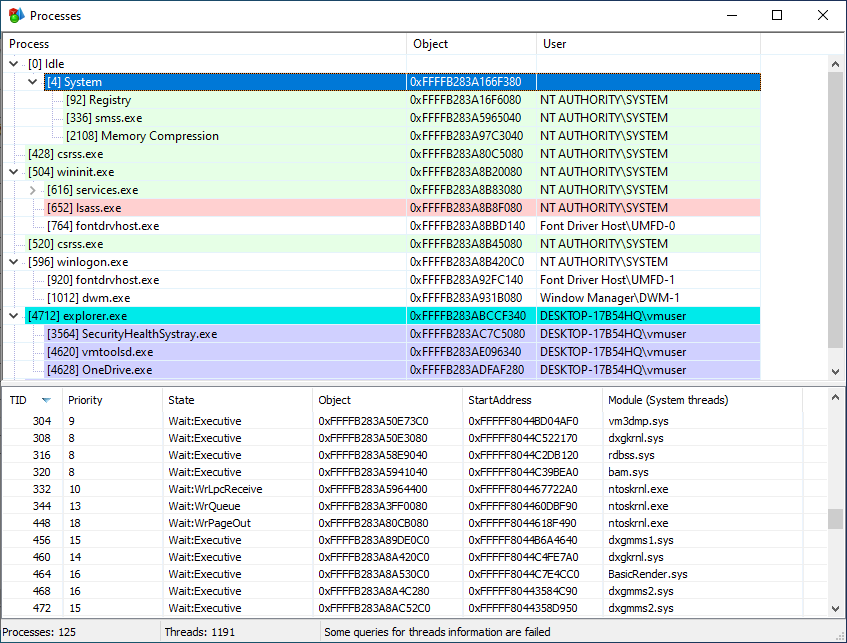 Processes
Process Object User
[0] Idle
[4] System 0xFFFFB283A166F380
[92] Registry 0xFFFFB283A16F6080 NT AUTHORITY\SYSTEM
[336] smss.exe 0xFFFFB283A5965040 NT AUTHORITY\SYSTEM
[2108] Memory Compression 0xFFFFB283A97C3040 NT AUTHORITY\SYSTEM
[428] csrss.exe 0xFFFFB283A80C5080 NT AUTHORITY\SYSTEM
[504] wininit.exe 0xFFFFB283A8B20080 NT AUTHORITY\SYSTEM
[616] services.exe 0xFFFFB283A8B83080 NT AUTHORITY\SYSTEM
[652] lsass.exe 0xFFFFB283A8B8F080 NT AUTHORITY\SYSTEM
[764] fontdrvhost.exe 0xFFFFB283A8BBD140 Font Driver Host\UMFD-0
[520] csrss.exe 0xFFFFB283A8B45080 NT AUTHORITY\SYSTEM
[596] winlogon.exe 0xFFFFB283A8B420C0 NT AUTHORITY\SYSTEM
[920] fontdrvhost.exe 0xFFFFB283A92FC140 Font Driver Host\UMFD-1
[1012] dwm.exe 0xFFFFB283A931B080 Window Manager\DWM-1
[4712] explorer.exe 0xFFFFB283ABCCF340 DESKTOP-17B54HQ\vmuser
[3564] SecurityHealthSystray.exe 0xFFFFB283AC7C5080 DESKTOP-17B54HQ\vmuser
[4620] vmtoolsd.exe 0xFFFFB283AE096340 DESKTOP-17B54HQ\vmuser
[4628] OneDrive.exe 0xFFFFB283ADFAF280 DESKTOP-17B54HQ\vmuser
TID Priority State Object StartAddress Module (System threads)
304 9 Wait:Executive 0xFFFFB283A50E73C0 0xFFFFF8044BD04AF0 vm3dmp.sys
308 8 Wait:Executive 0xFFFFB283A50E3080 0xFFFFF8044C522170 dxgkrnl.sys
316 8 Wait:Executive 0xFFFFB283A58E9040 0xFFFFF8044C2DB120 rdbss.sys
320 8 Wait:Executive 0xFFFFB283A5941040 0xFFFFF8044C39BEA0 bam.sys
332 10 Wait:WrLpcReceive 0xFFFFB283A5964400 0xFFFFF804467722A0 ntoskrnl.exe
344 13 Wait:WrQueue 0xFFFFB283A3FF0080 0xFFFFF804460DBF90 ntoskrnl.exe
448 18 Wait:WrPageOut 0xFFFFB283A80CB080 0xFFFFF8044618F490 ntoskrnl.exe
456 15 Wait:Executive 0xFFFFB283A89DE0C0 0xFFFFF8044B6A4640 dxgmms1.sys
460 14 Wait:Executive 0xFFFFB283A8A420C0 0xFFFFF8044C4FE7A0 dxgkrnl.sys
464 16 Wait:Executive 0xFFFFB283A8A530C0 0xFFFFF8044C7E4CC0 BasicRender.sys
468 16 Wait:Executive 0xFFFFB283A8A4C280 0xFFFFF80443584C90 dxgmms2.sys
472 15 Wait:Executive 0xFFFFB283A8AC52C0 0xFFFFF8044358D950 dxgmms2.sys
Processes: 125 Threads: 1191 Some queries for threads information are failed